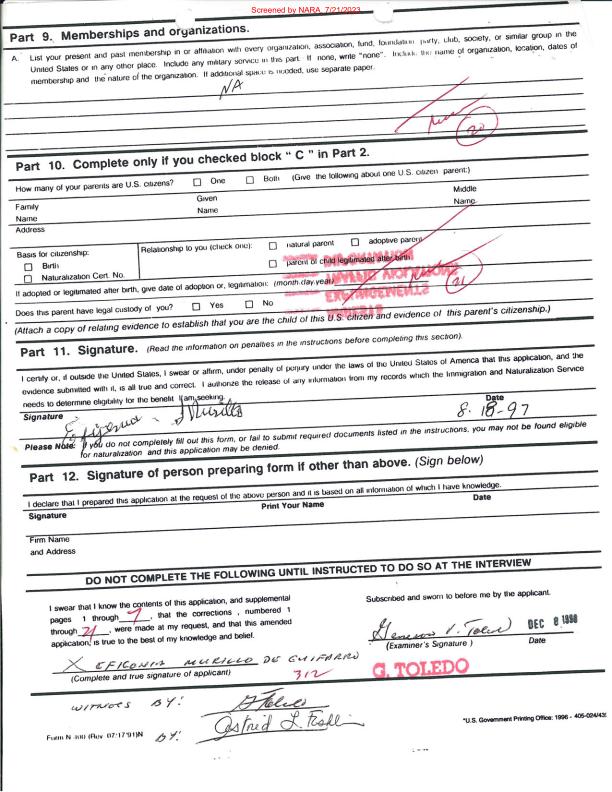 Screened by NARA, 7/21/2023
Part 9. Memberships and organizations.
A. List your present and past membership in or affiliation with every organization, association, fund, foundation, party, club, society, or similar group in the
United States or in any other place. Include any military service in this part. If none, write "none". Include the name of organization, location, dates of
membership and the nature of the organization. If additional space is needed, use separate paper.
NA
20
Part 10. Complete only if you checked block " C " in Part 2.
How many of your parents are U.S. citizens? One Both (Give the following about one U.S. citizen parent:)
Family Given Middle
Name Name Name
Address
Basis for citizenship: Relationship to you (check one): natural parent adoptive parent
Birth parent of child legitimated after birth
Naturalization Cert. No.
If adopted or legitimated after birth, give date of adoption or, legitimation: (month day year)
21
Does this parent have legal custody of you? Yes No
(Attach a copy of relating evidence to establish that you are the child of this U.S. citizen and evidence of this parent's citizenship.)
Part 11. Signature. (Read the information on penalties in the instructions before completing this section).
I certify or, if outside the United States, I swear or affirm, under penalty of perjury under the laws of the United States of America that this application, and the
evidence submitted with it, is all true and correct. I authorize the release of any information from my records which the Immigration and Naturalization Service
needs to determine eligibility for the benefit I am seeking.
Signature Date
Efigenia Murillo 8-18-97
Please Note: If you do not completely fill out this form, or fail to submit required documents listed in the instructions, you may not be found eligible
for naturalization and this application may be denied.
Part 12. Signature of person preparing form if other than above. (Sign below)
I declare that I prepared this application at the request of the above person and it is based on all information of which I have knowledge.
Signature Print Your Name Date
Firm Name
and Address
DO NOT COMPLETE THE FOLLOWING UNTIL INSTRUCTED TO DO SO AT THE INTERVIEW
I swear that I know the contents of this application, and supplemental
pages 1 through 7, that the corrections, numbered 1
through 21, were made at my request, and that this amended
application, is true to the best of my knowledge and belief.
X EFIGENIA MURILLO DE GUIFARRO
(Complete and true signature of applicant)
312
Subscribed and sworn to before me by the applicant.
DEC 8 1998
(Examiner's Signature) Date
G. TOLEDO
WITNESS BY:
BY: Astrid L.
Form N-400 (Rev. 07/17/91)N
*U.S. Government Printing Office: 1996 - 405-024/435